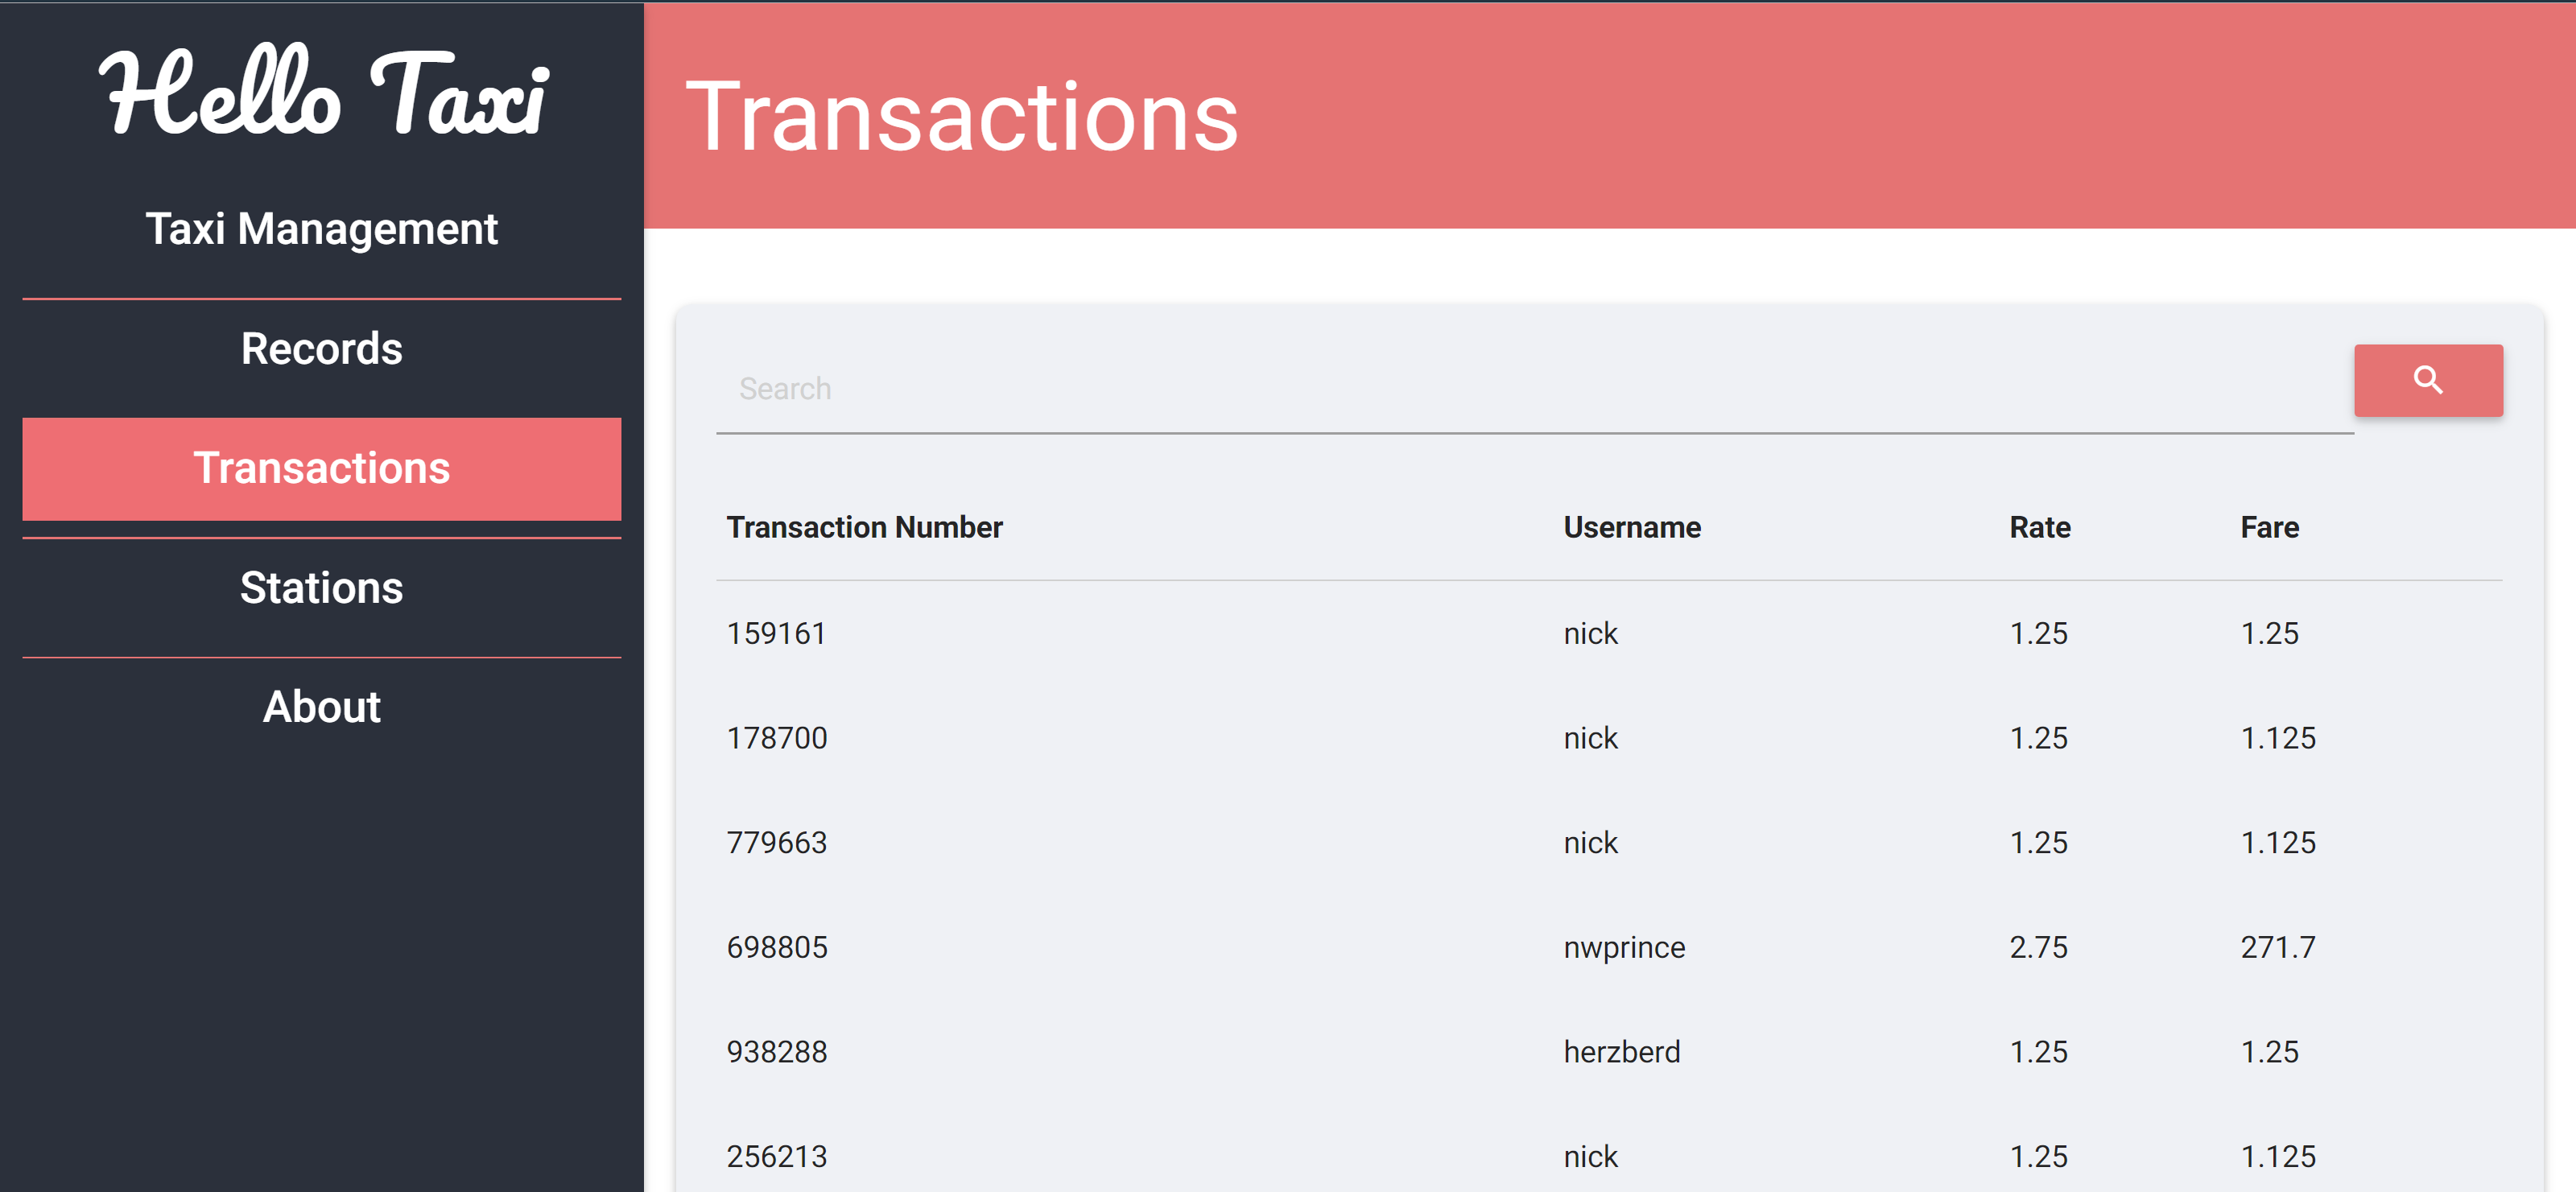 Hello Taxi
Taxi Management
Records
Transactions
Stations
About
Transactions
Search
Transaction Number Username Rate Fare
159161 nick 1.25 1.25
178700 nick 1.25 1.125
779663 nick 1.25 1.125
698805 nwprince 2.75 271.7
938288 herzberd 1.25 1.25
256213 nick 1.25 1.125